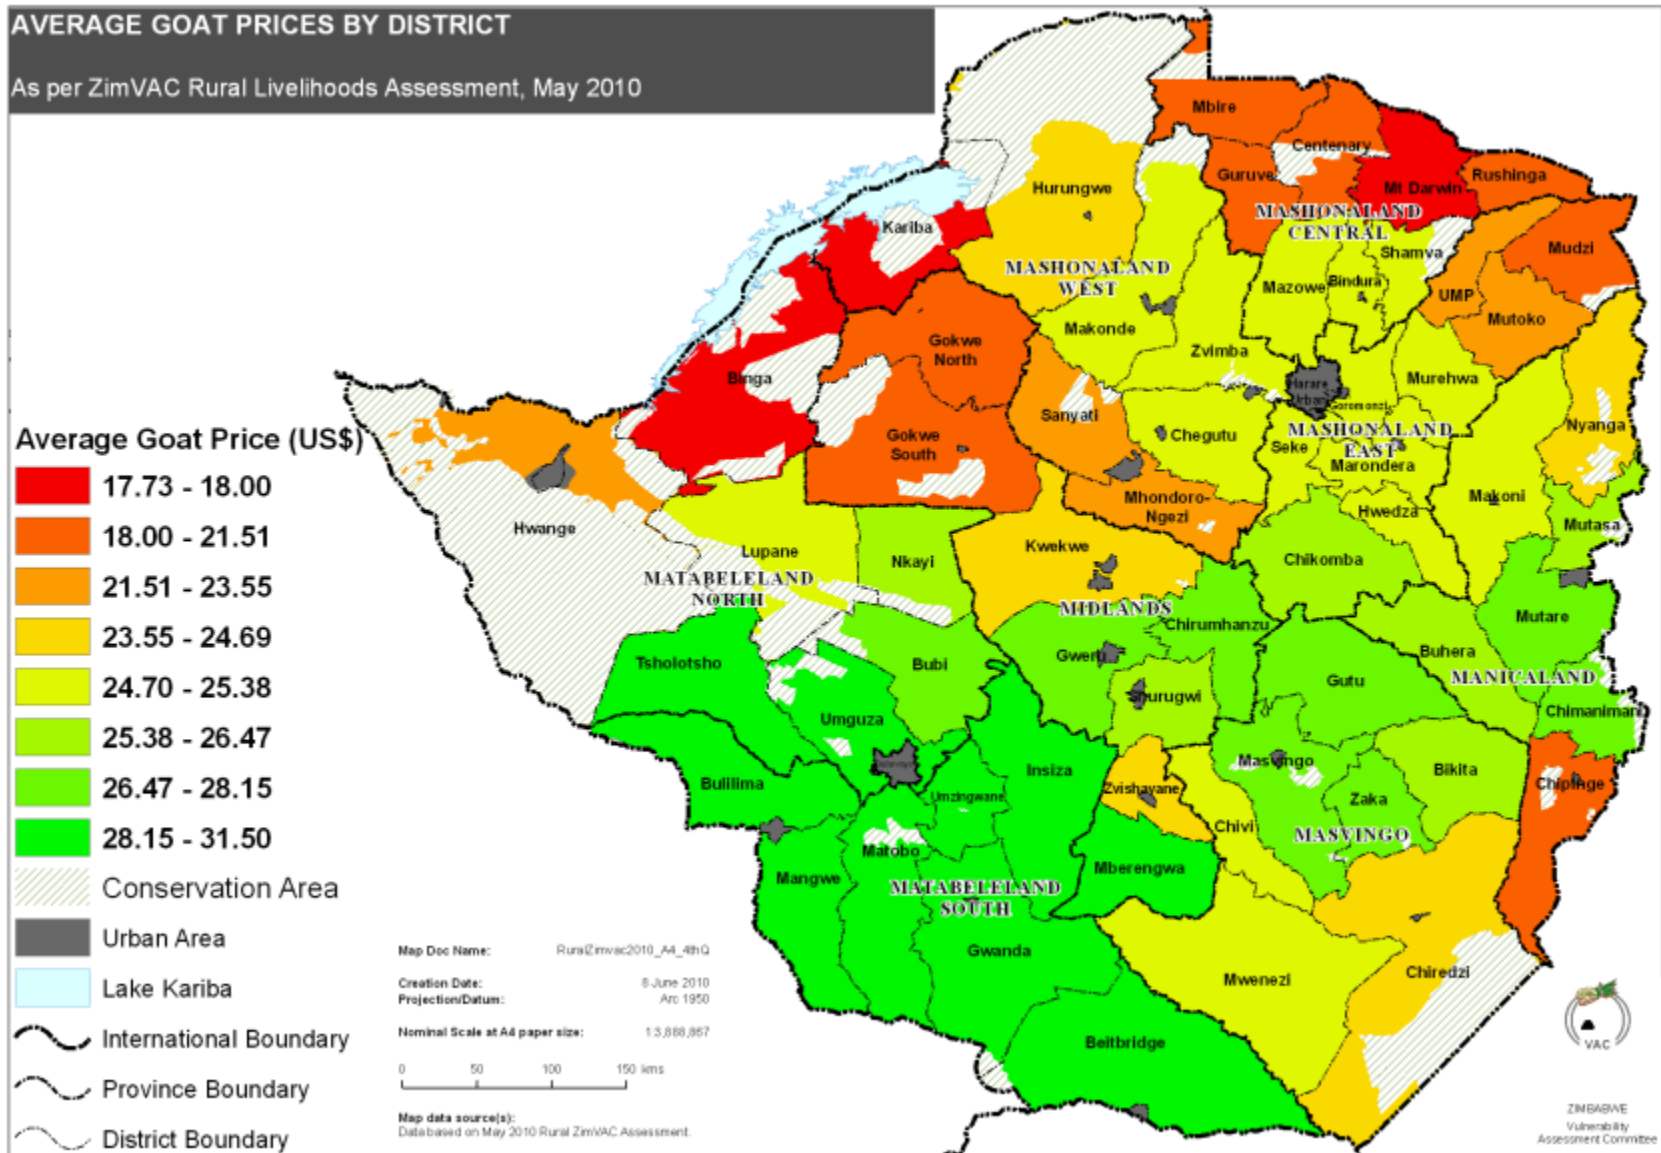 AVERAGE GOAT PRICES BY DISTRICT
As per ZimVAC Rural Livelihoods Assessment, May 2010
Average Goat Price (US$)
17.73 - 18.00
18.00 - 21.51
21.51 - 23.55
23.55 - 24.69
24.70 - 25.38
25.38 - 26.47
26.47 - 28.15
28.15 - 31.50
Conservation Area
Urban Area
Lake Kariba
International Boundary
Province Boundary
District Boundary
Map Doc Name: RuralZimvac2010_A4_4thQ
Creation Date: 8 June 2010
Projection/Datum: Arc 1950
Nominal Scale at A4 paper size: 1:3,888,867
0 50 100 150 kms
Map data source(s):
Data based on May 2010 Rural ZimVAC Assessment.
Mbire
Centenary
Guruve
Mt Darwin
Rushinga
Hurungwe
MASHONALAND
CENTRAL
Kariba
Shamva
Mudzi
MASHONALAND
WEST
Mazowe
Bindura
UMP
Mutoko
Makonde
Gokwe
North
Zvimba
Binga
Murehwa
Harare
Urban
Goromonzi
Sanyati
Nyanga
Gokwe
South
Chegutu
MASHONALAND
EAST
Seke
Marondera
Mhondoro-
Ngezi
Makoni
Hwedza
Mutasa
Hwange
Lupane
Nkayi
Kwekwe
Chikomba
MATABELELAND
NORTH
MIDLANDS
Chirumhanzu
Mutare
Tsholotsho
Bubi
Gweru
Buhera
MANICALAND
Gutu
Shurugwi
Chimanimani
Umguza
Masvingo
Insiza
Bikita
Bulilima
Zvishavane
Umzingwane
Zaka
Chipinge
Chivi
MASVINGO
Matobo
Mangwe
Mberengwa
MATABELELAND
SOUTH
Gwanda
Mwenezi
Chiredzi
Beitbridge
VAC
ZIMBABWE
Vulnerability
Assessment Committee